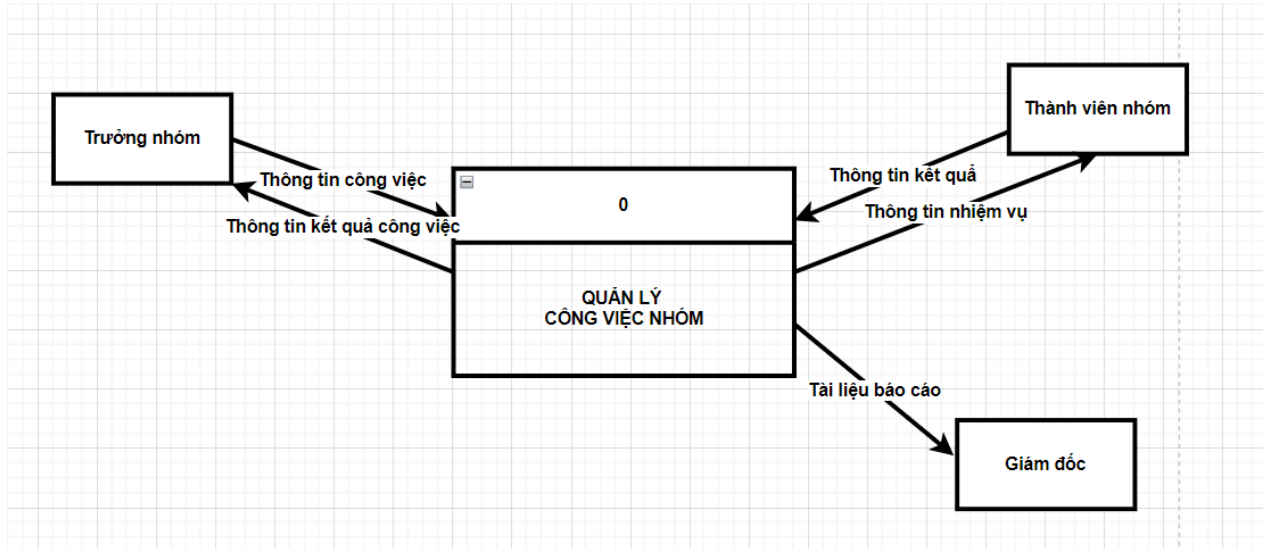 Trưởng nhóm
Thành viên nhóm
Thông tin công việc
Thông tin kết quả
Thông tin kết quả công việc
0
Thông tin nhiệm vụ
QUẢN LÝ
CÔNG VIỆC NHÓM
Tài liệu báo cáo
Giám đốc